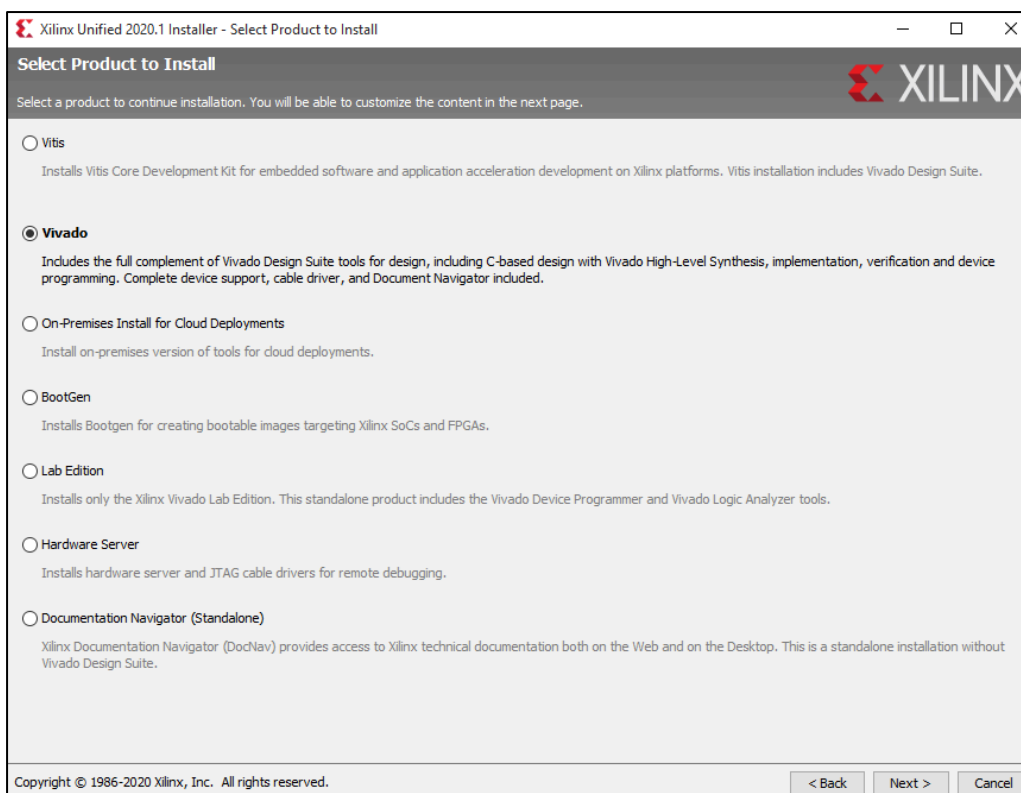 Xilinx Unified 2020.1 Installer - Select Product to Install
Select Product to Install
XILINX
Select a product to continue installation. You will be able to customize the content in the next page.
Vitis
Installs Vitis Core Development Kit for embedded software and application acceleration development on Xilinx platforms. Vitis installation includes Vivado Design Suite.
Vivado
Includes the full complement of Vivado Design Suite tools for design, including C-based design with Vivado High-Level Synthesis, implementation, verification and device
programming. Complete device support, cable driver, and Document Navigator included.
On-Premises Install for Cloud Deployments
Install on-premises version of tools for cloud deployments.
BootGen
Installs Bootgen for creating bootable images targeting Xilinx SoCs and FPGAs.
Lab Edition
Installs only the Xilinx Vivado Lab Edition. This standalone product includes the Vivado Device Programmer and Vivado Logic Analyzer tools.
Hardware Server
Installs hardware server and JTAG cable drivers for remote debugging.
Documentation Navigator (Standalone)
Xilinx Documentation Navigator (DocNav) provides access to Xilinx technical documentation both on the Web and on the Desktop. This is a standalone installation without
Vivado Design Suite.
Copyright © 1986-2020 Xilinx, Inc. All rights reserved.
< Back Next > Cancel